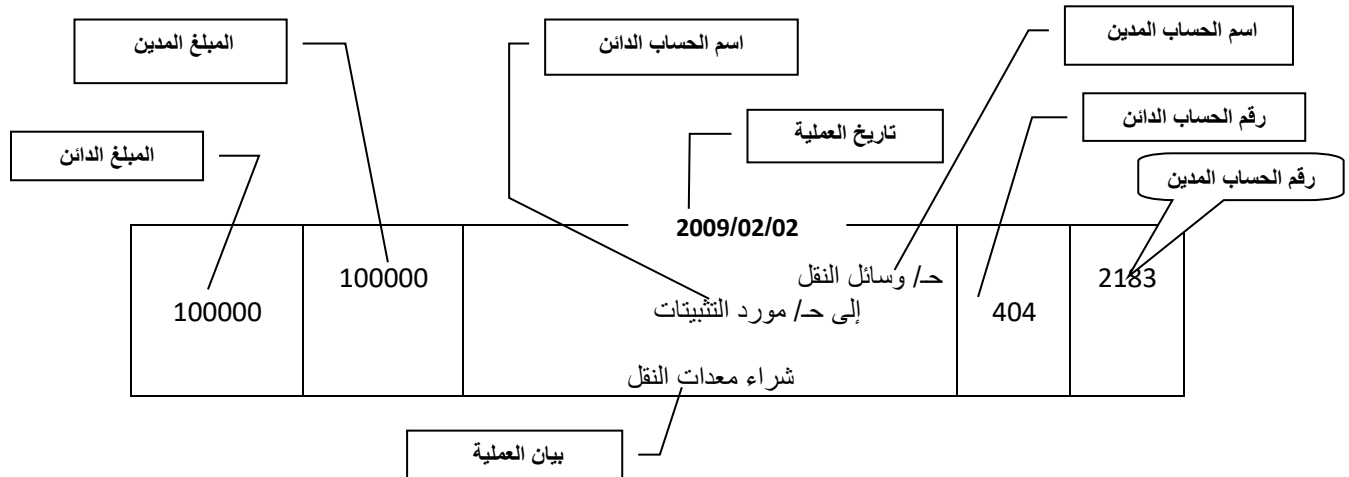 اسم الحساب المدين
اسم الحساب الدائن
المبلغ المدين
رقم الحساب الدائن
تاريخ العملية
المبلغ الدائن
رقم الحساب المدين
2009/02/02
2183
حـ/ وسائل النقل
100000
404
إلى حـ/ مورد التثبيتات
100000
شراء معدات النقل
بيان العملية